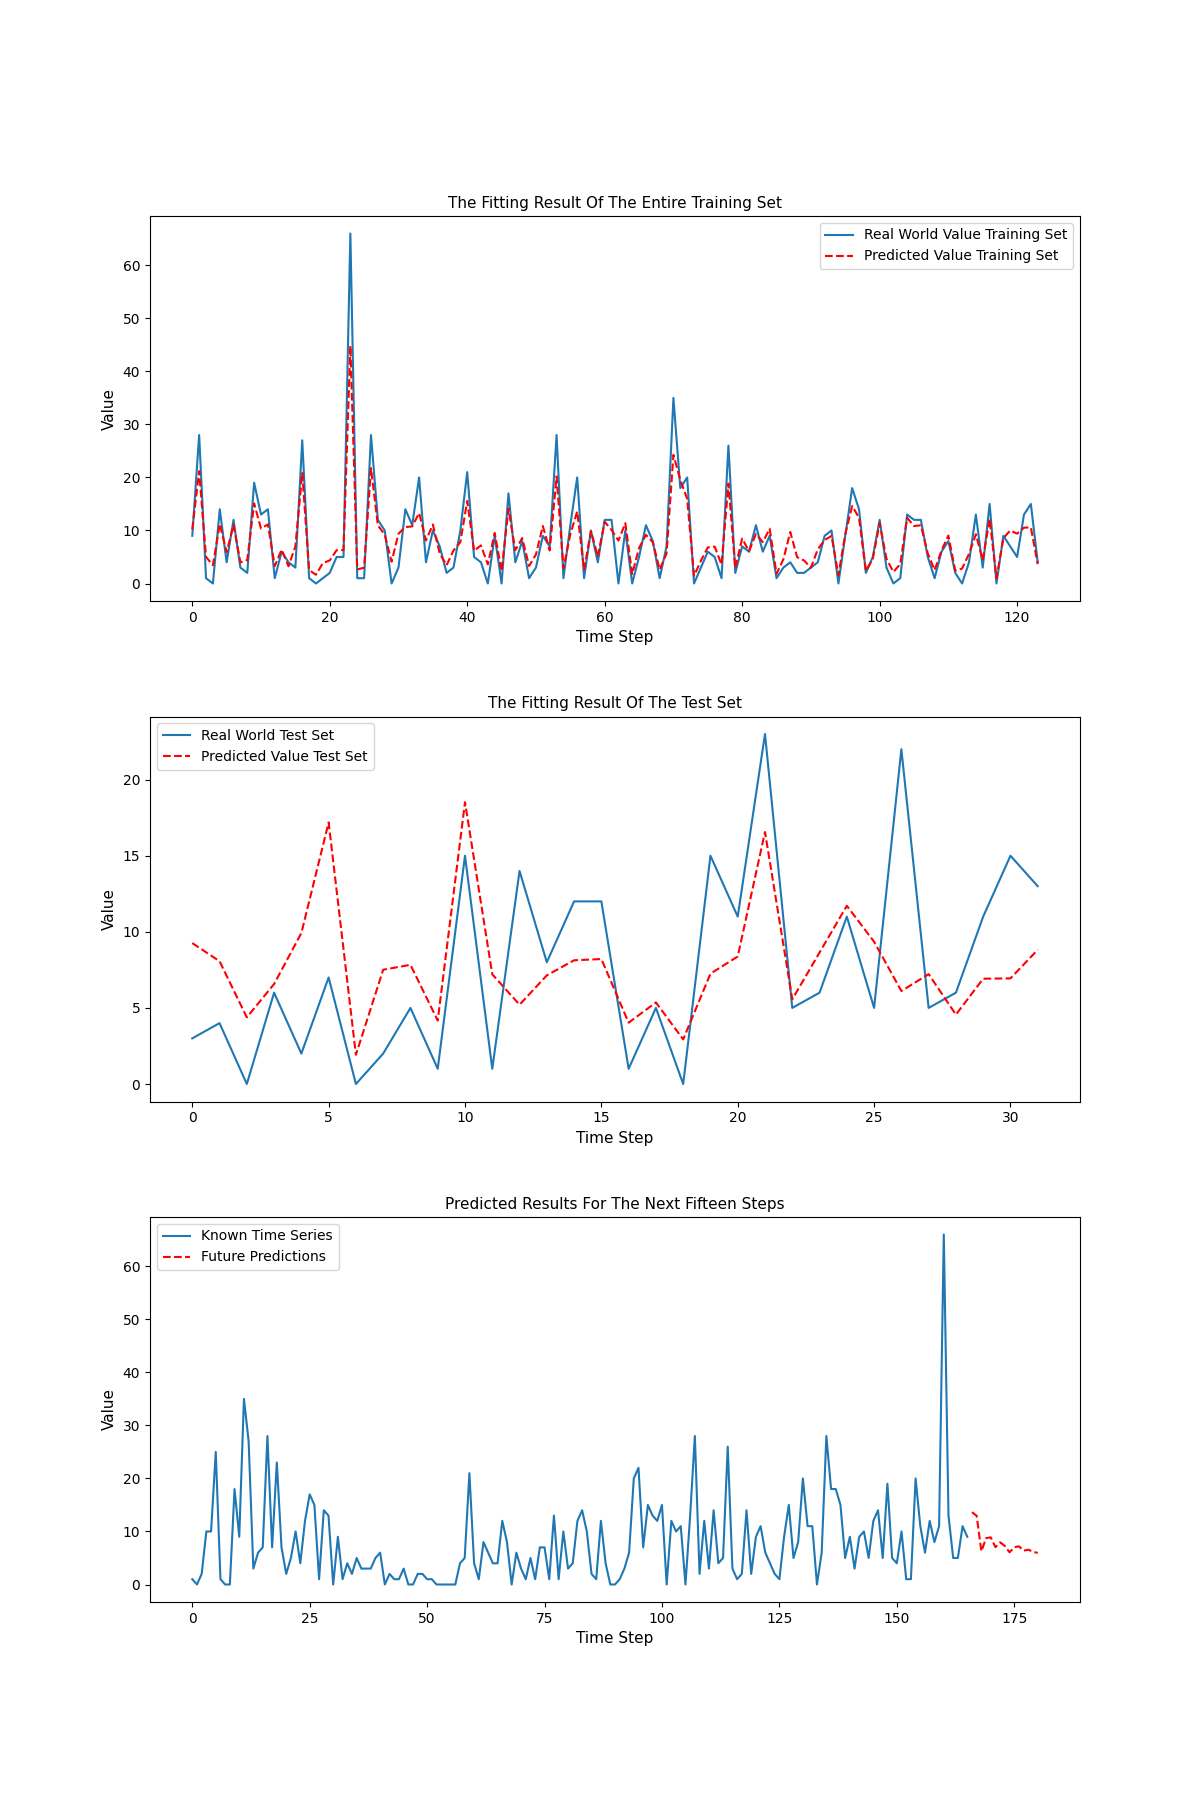 The Fitting Result Of The Entire Training Set
Real World Value Training Set
Predicted Value Training Set
Value
60
50
40
30
20
10
0
0 20 40 60 80 100 120
Time Step
The Fitting Result Of The Test Set
Real World Test Set
Predicted Value Test Set
Value
20
15
10
5
0
0 5 10 15 20 25 30
Time Step
Predicted Results For The Next Fifteen Steps
Known Time Series
Future Predictions
Value
60
50
40
30
20
10
0
0 25 50 75 100 125 150 175
Time Step